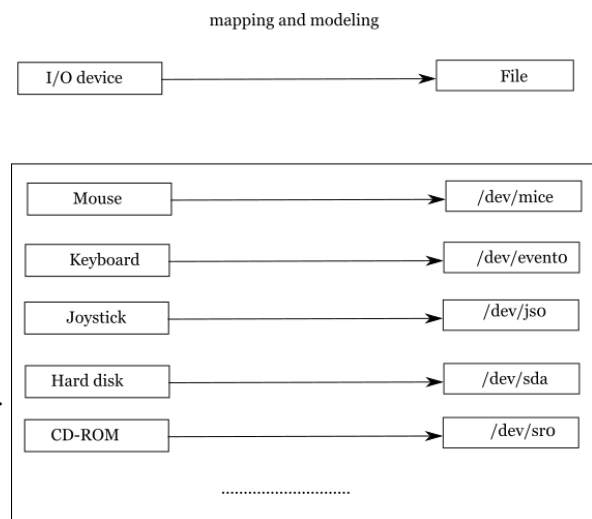 mapping and modeling
I/O device File
Mouse /dev/mice
Keyboard /dev/event0
Joystick /dev/js0
Hard disk /dev/sda
CD-ROM /dev/sr0
.............................